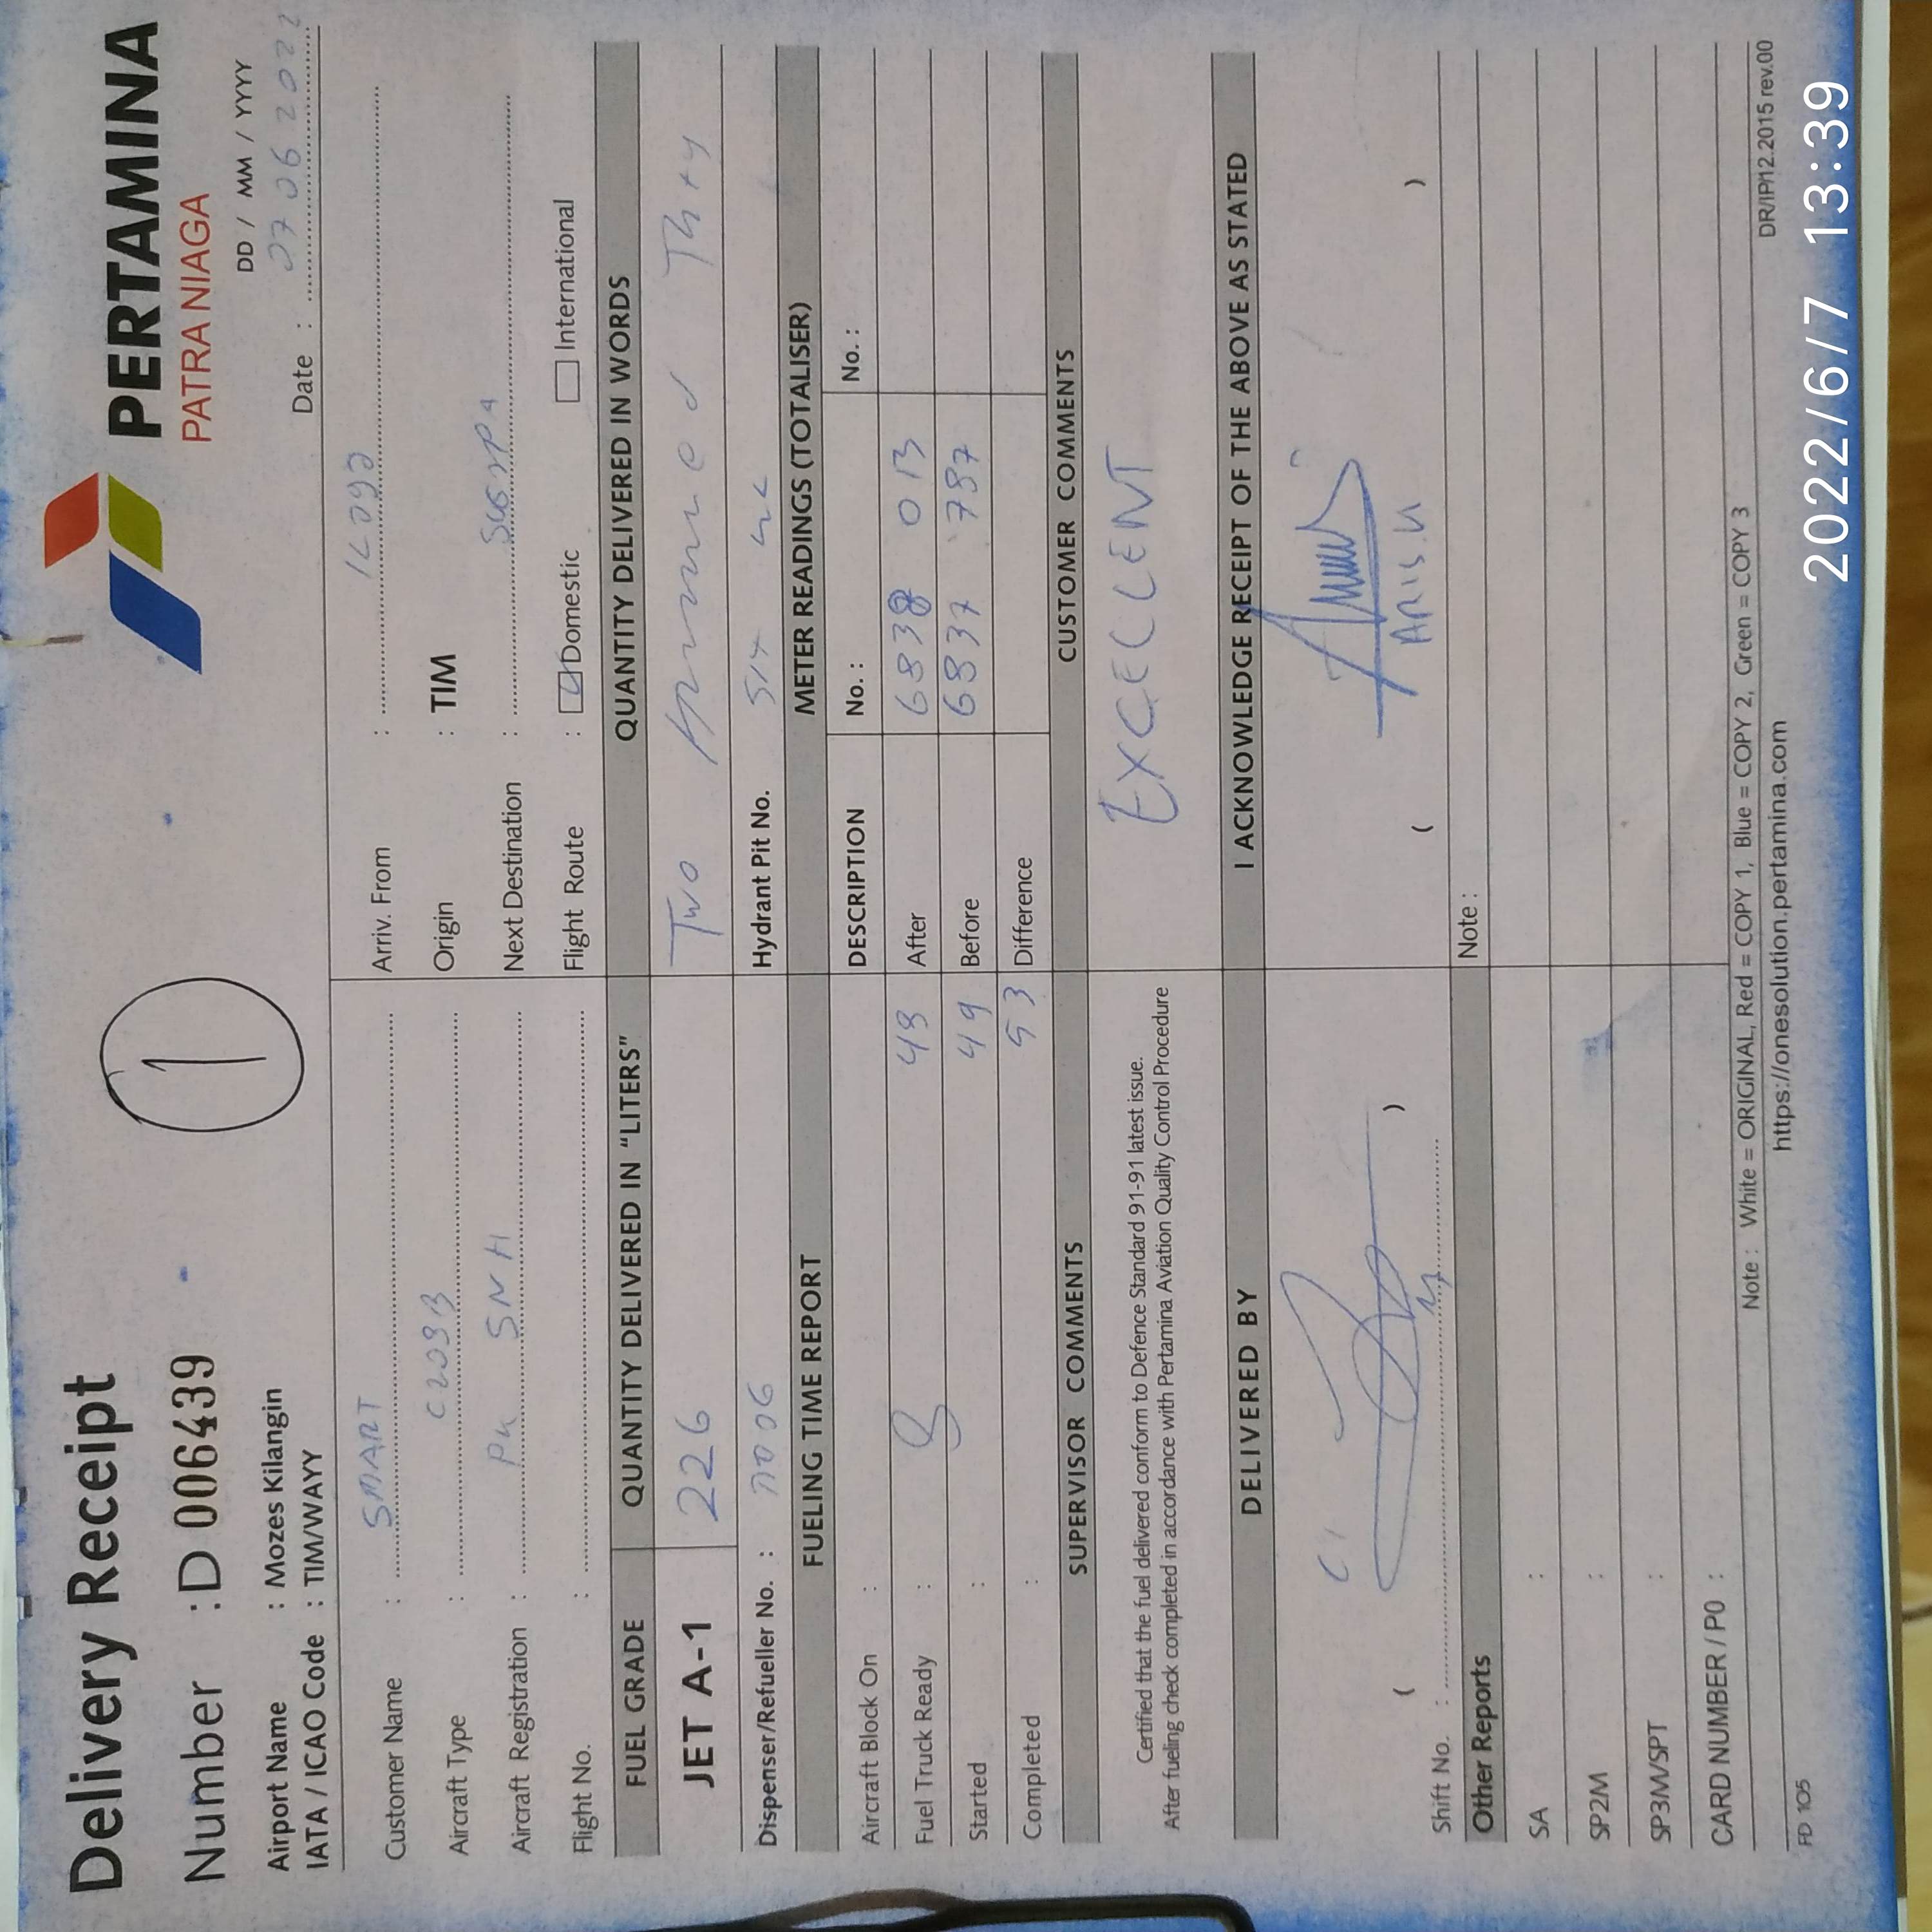 Delivery Receipt
PERTAMINA
PATRA NIAGA
1
Number : D 006439
DD / MM / YYYY
Date : 07 06 2022
Airport Name : Mozes Kilangin
IATA / ICAO Code : TIM/WAYY
Customer Name : SMART
Arriv. From :
Aircraft Type : C208B
Origin : TIM
Aircraft Registration : PK SNH
Next Destination :
Flight No. :
Flight Route : Domestic International
FUEL GRADE QUANTITY DELIVERED IN "LITERS" QUANTITY DELIVERED IN WORDS
JET A-1 226 Two Hundred
Dispenser/Refueller No. :
Hydrant Pit No.
FUELING TIME REPORT METER READINGS (TOTALISER)
Aircraft Block On :
DESCRIPTION No. : No. :
Fuel Truck Ready : 8 48
After 6838 013
Started : 49
Before 6837 787
Completed : 53
Difference
SUPERVISOR COMMENTS CUSTOMER COMMENTS
Certified that the fuel delivered conform to Defence Standard 91-91 latest issue.
After fueling check completed in accordance with Pertamina Aviation Quality Control Procedure
EXCELLENT
DELIVERED BY I ACKNOWLEDGE RECEIPT OF THE ABOVE AS STATED
( ) ( )
Shift No. :
Other Reports
Note :
SA :
SP2M :
SP3M/SPT :
CARD NUMBER / PO :
Note : White = ORIGINAL, Red = COPY 1, Blue = COPY 2, Green = COPY 3
DR/IP/12.2015 rev.00
FD 105
https://onesolution.pertamina.com
2022/6/7 13:39